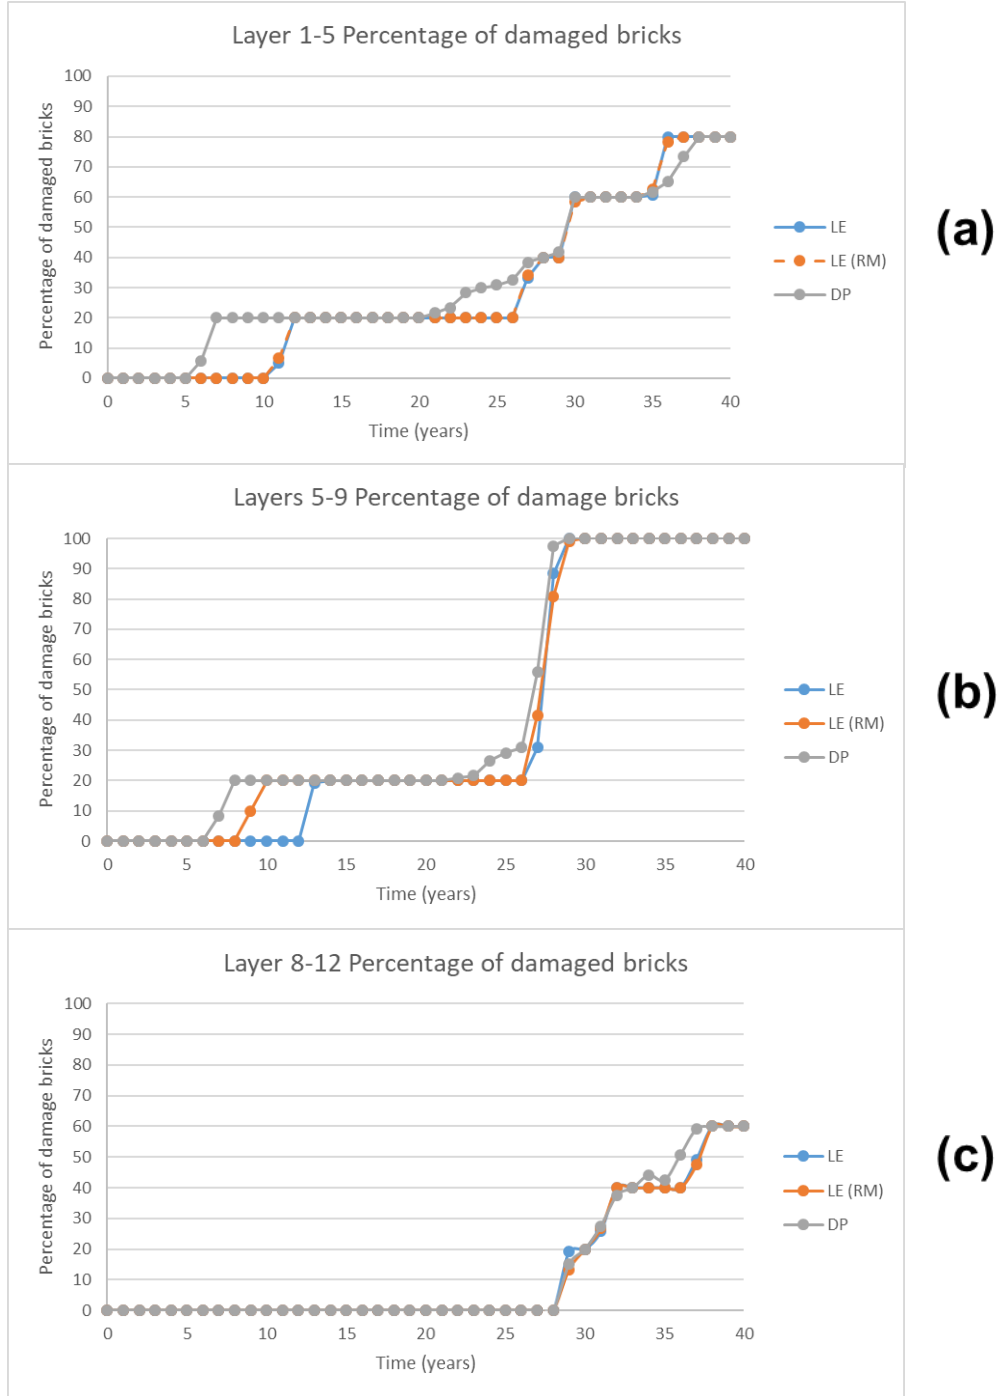 Layer 1-5 Percentage of damaged bricks
Percentage of damaged bricks
100
90
80
70
60
50
40
30
20
10
0
0 5 10 15 20 25 30 35 40
Time (years)
LE
LE (RM)
DP
(a)
Layers 5-9 Percentage of damage bricks
Percentage of damage bricks
100
90
80
70
60
50
40
30
20
10
0
0 5 10 15 20 25 30 35 40
Time (years)
LE
LE (RM)
DP
(b)
Layer 8-12 Percentage of damaged bricks
Percentage of damaged bricks
100
90
80
70
60
50
40
30
20
10
0
0 5 10 15 20 25 30 35 40
Time (years)
LE
LE (RM)
DP
(c)